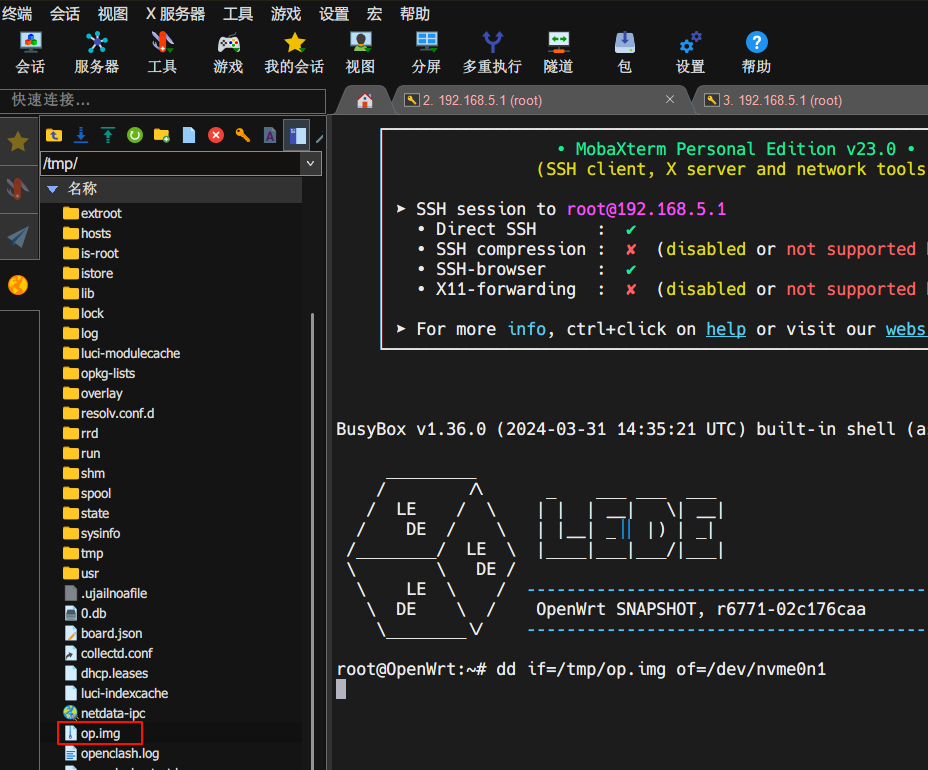 终端 会话 视图 X 服务器 工具 游戏 设置 宏 帮助
会话 服务器 工具 游戏 我的会话 视图 分屏 多重执行 隧道 包 设置 帮助
快速连接...
2. 192.168.5.1 (root)
3. 192.168.5.1 (root)
/tmp/
名称
extroot
hosts
is-root
istore
lib
lock
log
luci-modulecache
opkg-lists
overlay
resolv.conf.d
rrd
run
shm
spool
state
sysinfo
tmp
usr
.ujailnoafile
0.db
board.json
collectd.conf
dhcp.leases
luci-indexcache
netdata-ipc
op.img
openclash.log
• MobaXterm Personal Edition v23.0 •
(SSH client, X server and network tools
➤ SSH session to root@192.168.5.1
• Direct SSH : ✔
• SSH compression : ✘ (disabled or not supported
• SSH-browser : ✔
• X11-forwarding : ✘ (disabled or not supported
➤ For more info, ctrl+click on help or visit our webs
BusyBox v1.36.0 (2024-03-31 14:35:21 UTC) built-in shell (a
LE
DE
LE
DE
LE
DE
LEDE
OpenWrt SNAPSHOT, r6771-02c176caa
root@OpenWrt:~# dd if=/tmp/op.img of=/dev/nvme0n1